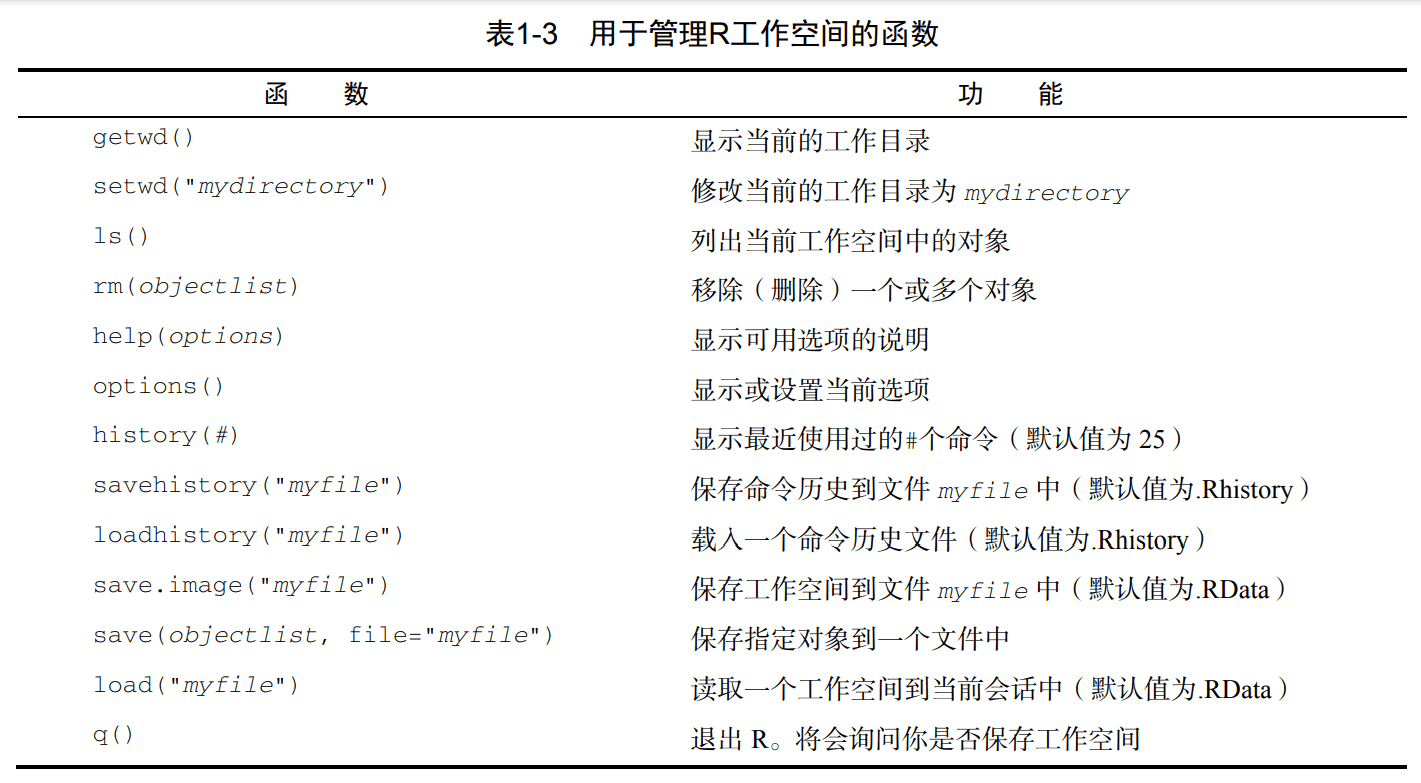 表1-3 用于管理R工作空间的函数
函 数 功 能
getwd() 显示当前的工作目录
setwd("mydirectory") 修改当前的工作目录为 mydirectory
ls() 列出当前工作空间中的对象
rm(objectlist) 移除（删除）一个或多个对象
help(options) 显示可用选项的说明
options() 显示或设置当前选项
history(#) 显示最近使用过的#个命令（默认值为 25）
savehistory("myfile") 保存命令历史到文件 myfile 中（默认值为.Rhistory）
loadhistory("myfile") 载入一个命令历史文件（默认值为.Rhistory）
save.image("myfile") 保存工作空间到文件 myfile 中（默认值为.RData）
save(objectlist, file="myfile") 保存指定对象到一个文件中
load("myfile") 读取一个工作空间到当前会话中（默认值为.RData）
q() 退出 R。将会询问你是否保存工作空间